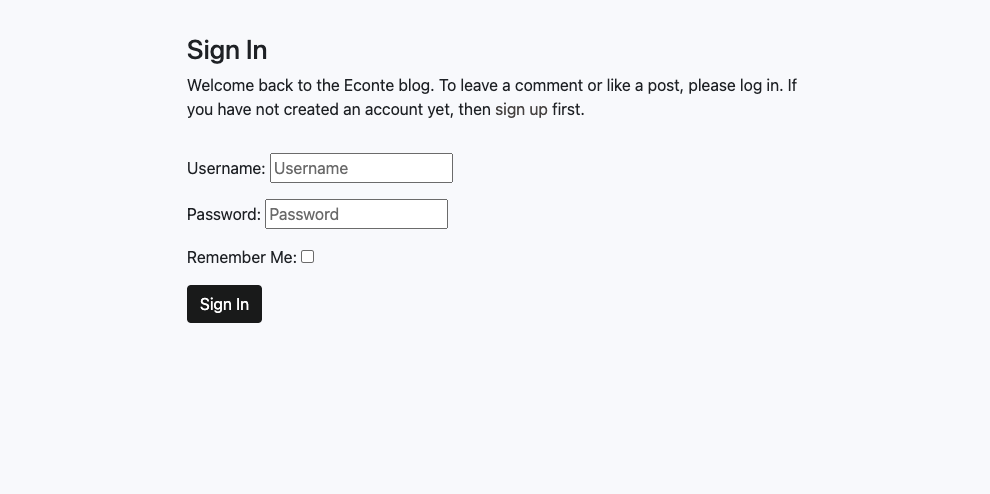 Sign In
Welcome back to the Econte blog. To leave a comment or like a post, please log in. If
you have not created an account yet, then sign up first.
Username: Username
Password: Password
Remember Me:
Sign In